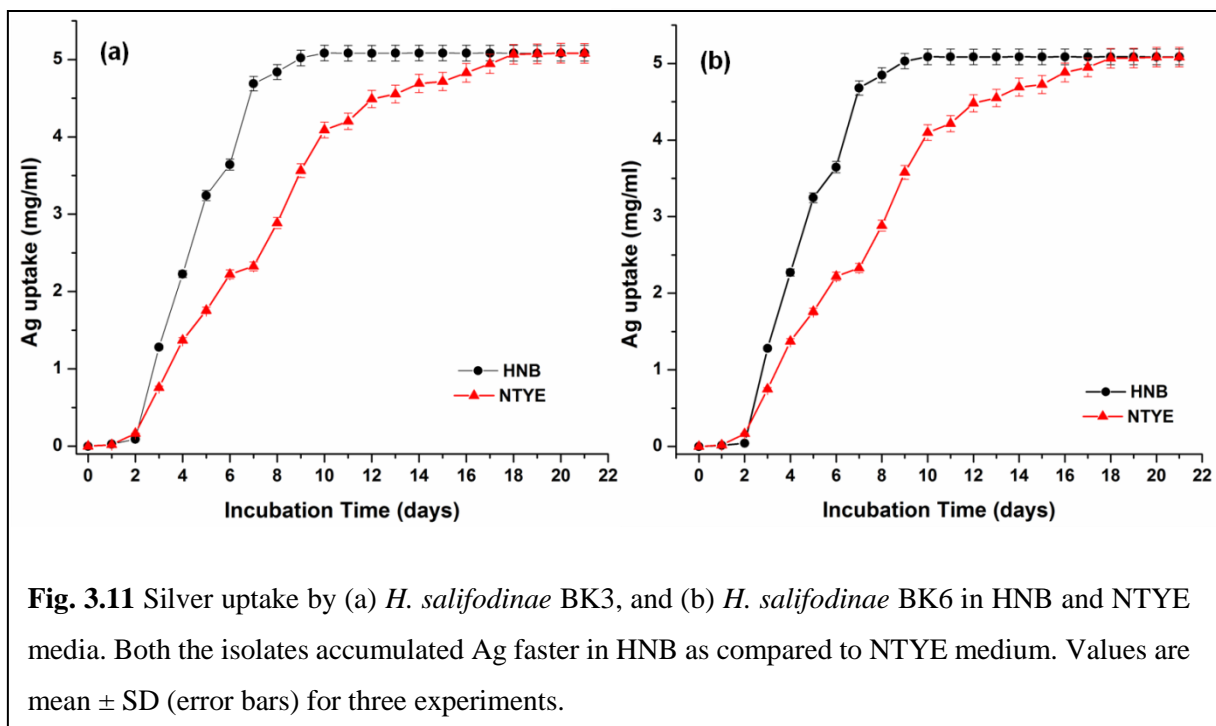 (a)
Ag uptake (mg/ml)
5
4
3
2
1
0
HNB
NTYE
0 2 4 6 8 10 12 14 16 18 20 22
Incubation Time (days)
(b)
Ag uptake (mg/ml)
5
4
3
2
1
0
HNB
NTYE
0 2 4 6 8 10 12 14 16 18 20 22
Incubation Time (days)
Fig. 3.11 Silver uptake by (a) H. salifodinae BK3, and (b) H. salifodinae BK6 in HNB and NTYE
media. Both the isolates accumulated Ag faster in HNB as compared to NTYE medium. Values are
mean ± SD (error bars) for three experiments.